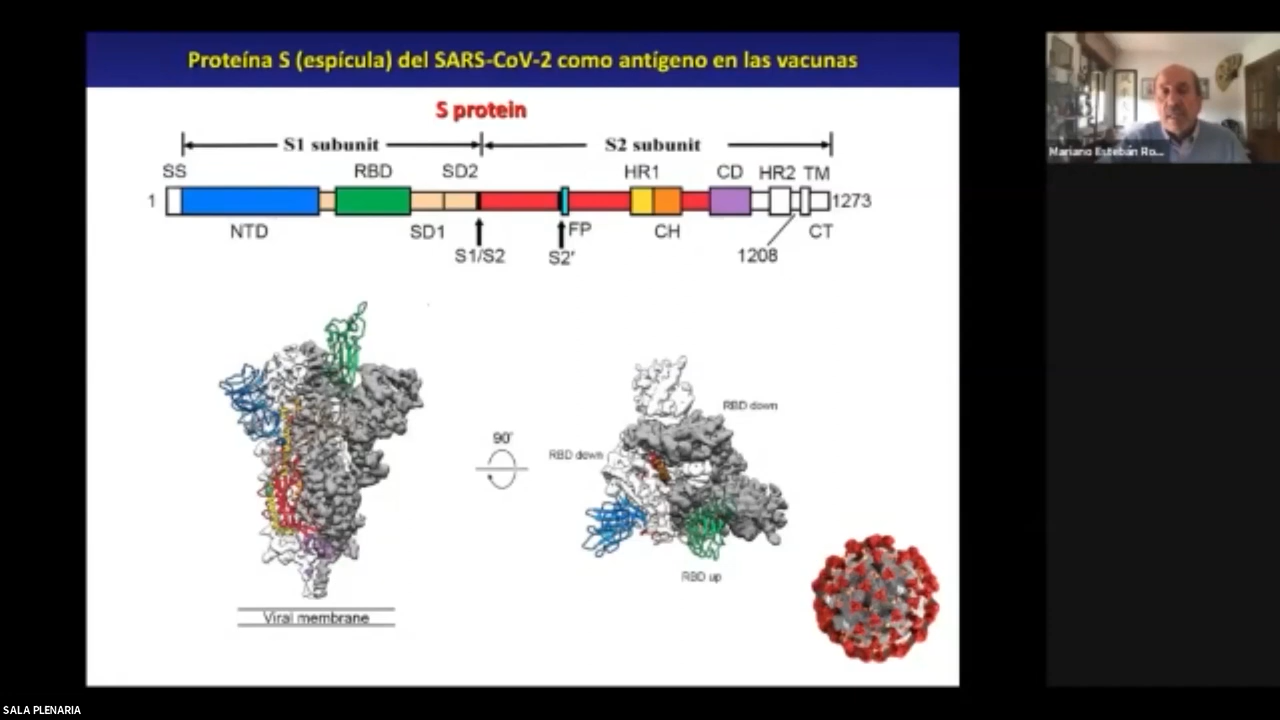 Proteína S (espícula) del SARS-CoV-2 como antígeno en las vacunas
S protein
S1 subunit S2 subunit
SS RBD SD2 HR1 CD HR2 TM
1 1273
NTD SD1 FP CH CT
S1/S2 S2′ 1208
RBD down
90°
RBD down
RBD up
Viral membrane
Mariano Esteban Ro...
SALA PLENARIA